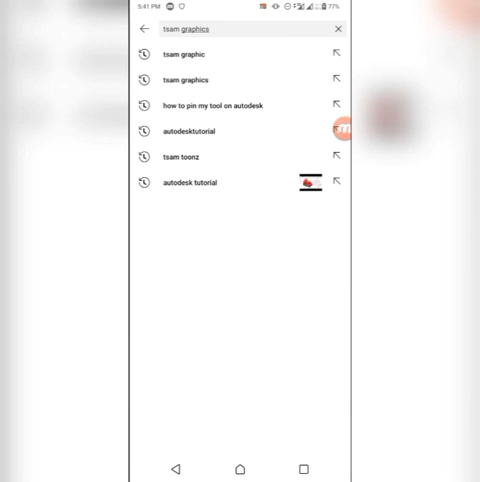 5:41 PM
77%
tsam graphics
tsam graphic
tsam graphics
how to pin my tool on autodesk
autodesktutorial
tsam toonz
autodesk tutorial